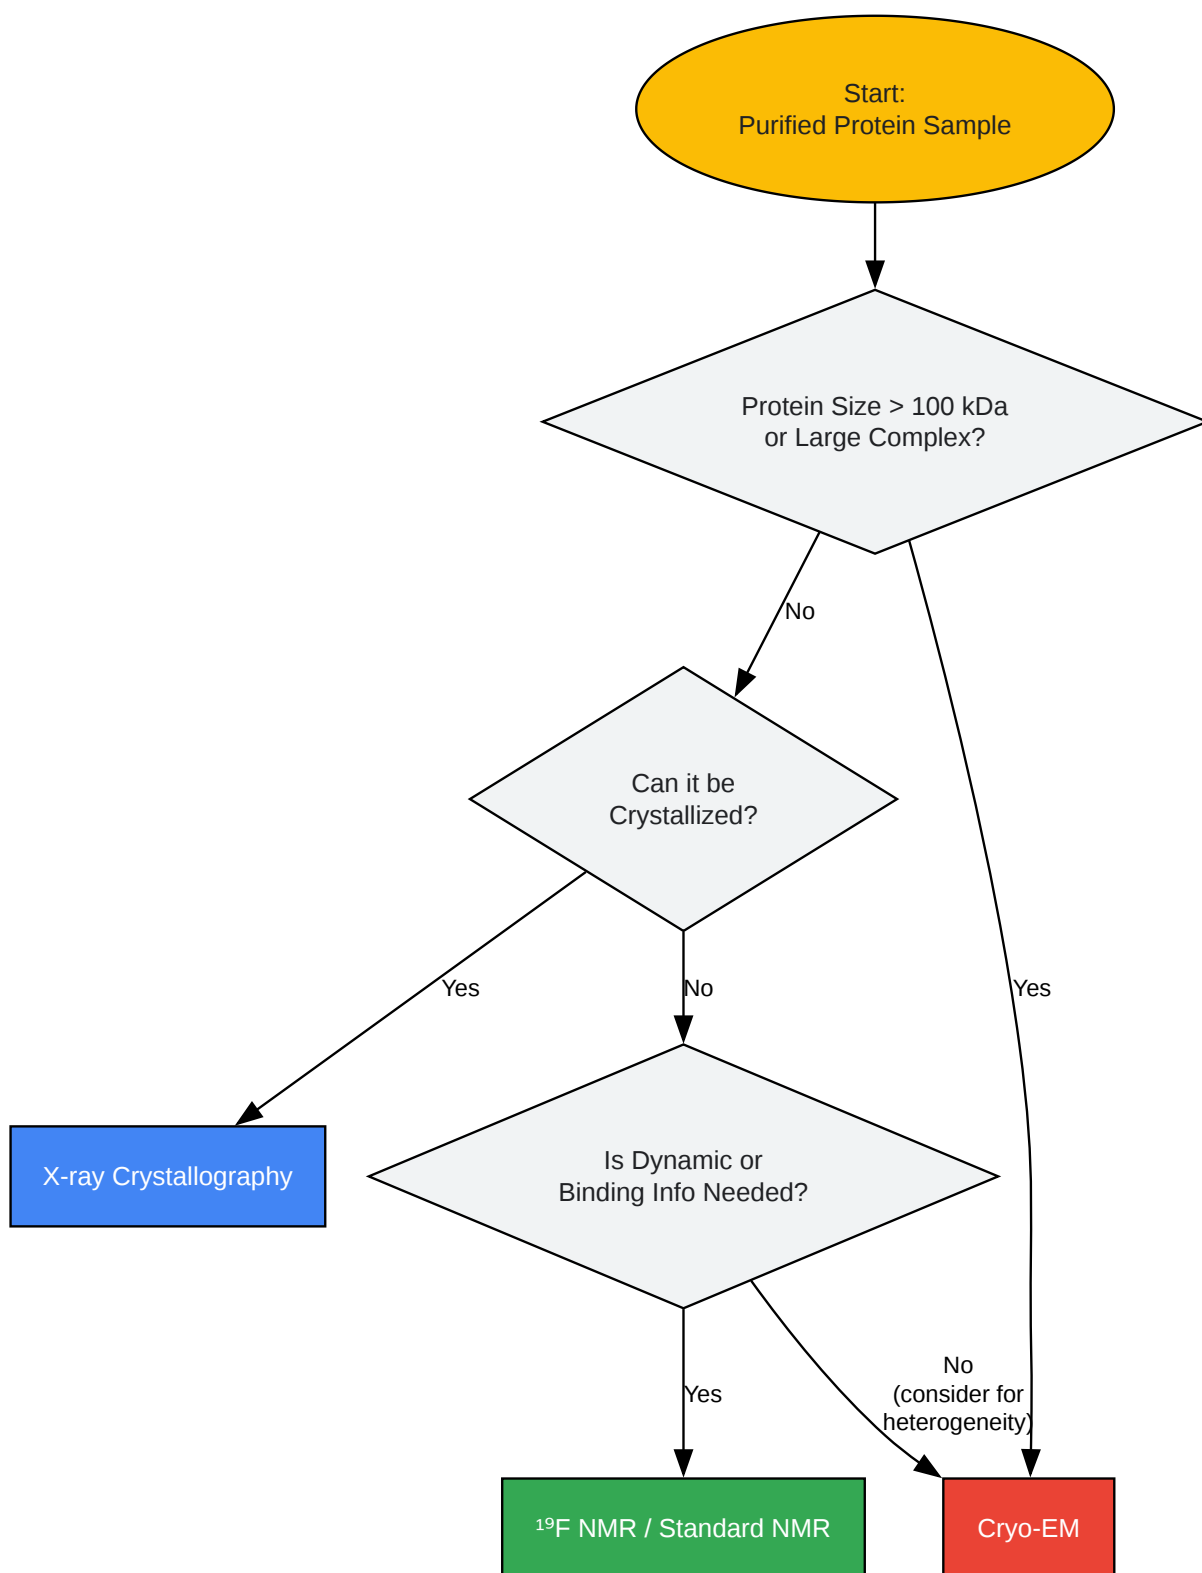 Start:
Purified Protein Sample
Protein Size > 100 kDa
or Large Complex?
No
Can it be
Crystallized?
Yes
No
Yes
X-ray Crystallography
Is Dynamic or
Binding Info Needed?
Yes
No
(consider for
heterogeneity)
¹⁹F NMR / Standard NMR
Cryo-EM